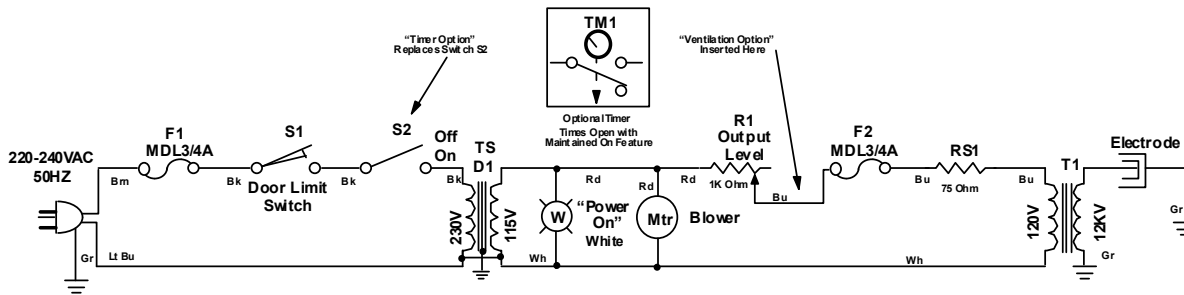 TM1
"Timer Option"
Replaces Switch S2
"Ventilation Option"
Inserted Here
Optional Timer
Times Open with
Maintained On Feature
220-240VAC
50HZ
Brn
F1
MDL3/4A
Bk
S1
Door Limit
Switch
Bk
S2
Off
On
Bk
TS
D1
230V
115V
Rd
W
"Power
On"
White
Rd
Mtr
Blower
Rd
R1
Output
Level
1K Ohm
Bu
F2
MDL3/4A
Bu
RS1
75 Ohm
Bu
T1
120V
12KV
Electrode
Gr
Gr
Gr
Lt Bu
Wh
Wh